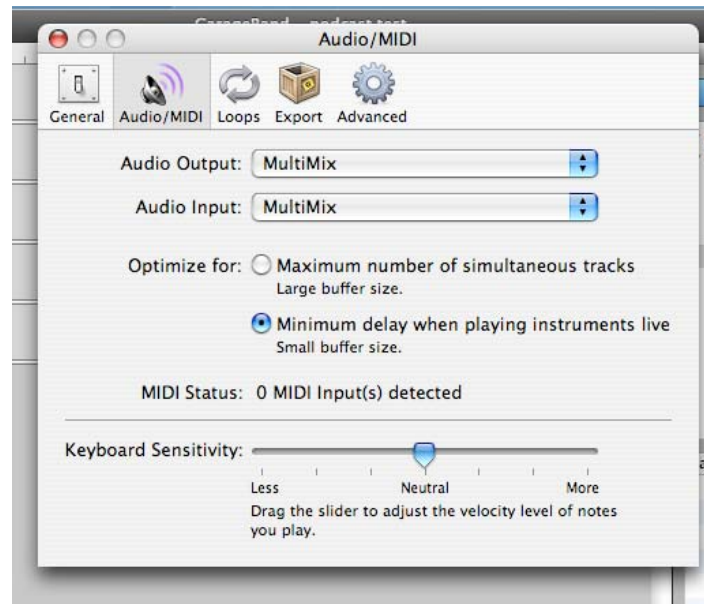 Audio/MIDI
General Audio/MIDI Loops Export Advanced
Audio Output: MultiMix
Audio Input: MultiMix
Optimize for: Maximum number of simultaneous tracks
Large buffer size.
Minimum delay when playing instruments live
Small buffer size.
MIDI Status: 0 MIDI Input(s) detected
Keyboard Sensitivity:
Less Neutral More
Drag the slider to adjust the velocity level of notes
you play.